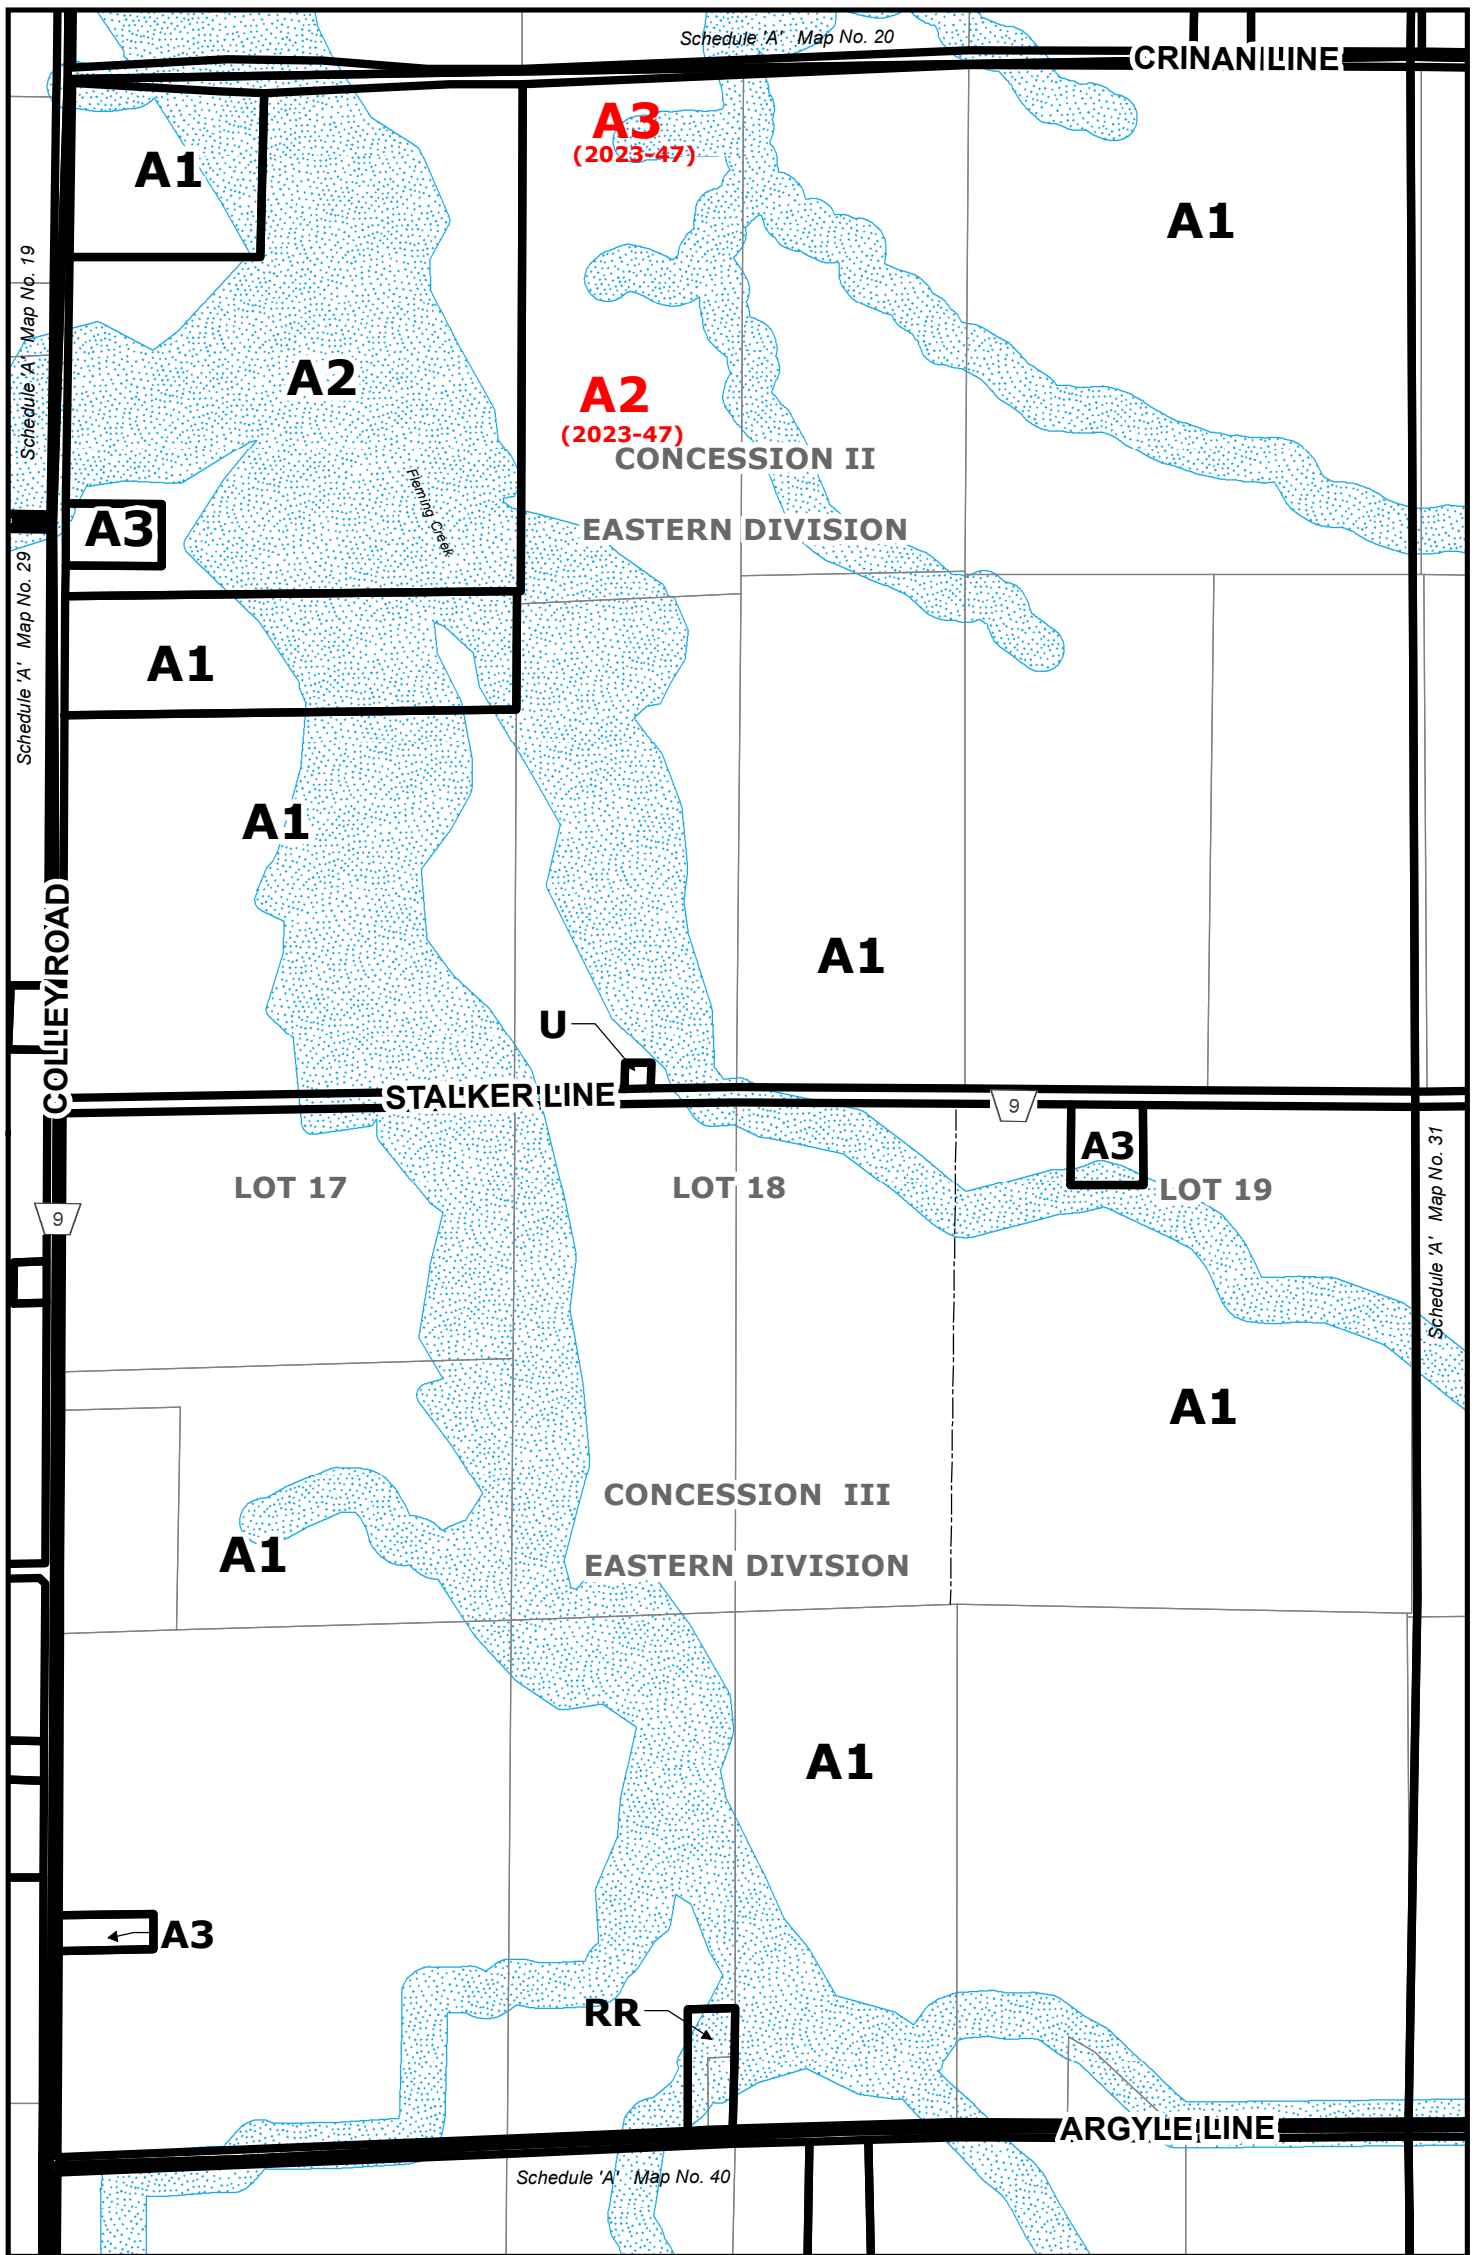 Schedule 'A' Map No. 20
CRINAN LINE
A3
(2023-47)
A1
A1
Schedule 'A' Map No. 19
A2
A2
(2023-47)
CONCESSION II
Fleming Creek
A3
EASTERN DIVISION
Schedule 'A' Map No. 29
A1
A1
COLLEY ROAD
A1
U
STALKER LINE
9
A3
Schedule 'A' Map No. 31
LOT 17
LOT 18
LOT 19
9
A1
CONCESSION III
A1
EASTERN DIVISION
A1
A3
RR
ARGYLE LINE
Schedule 'A' Map No. 40